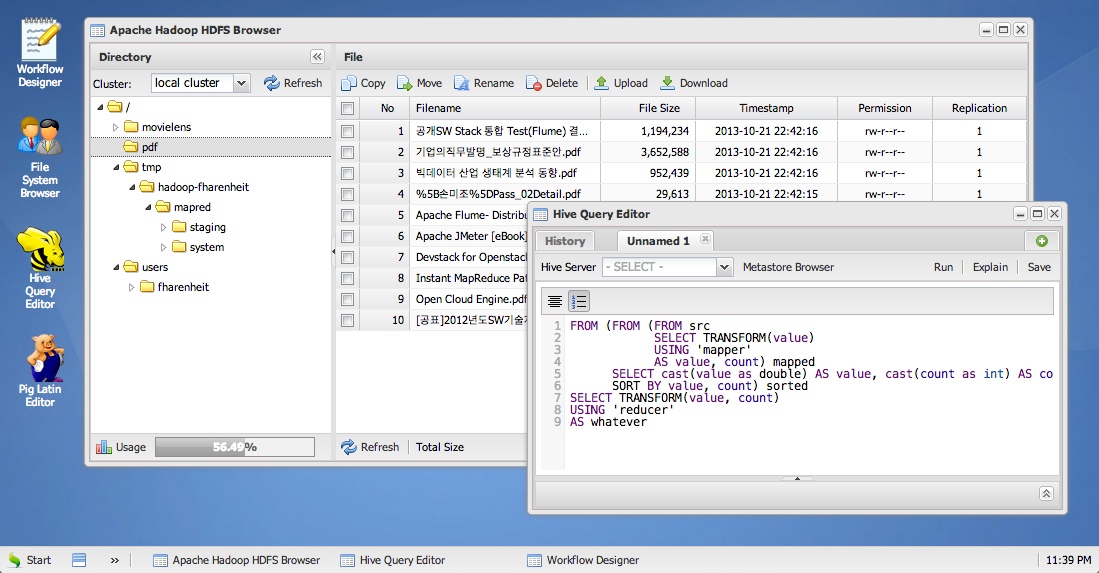 Workflow
Designer
File
System
Browser
Hive
Query
Editor
Pig Latin
Editor
Apache Hadoop HDFS Browser
Directory
Cluster: local cluster Refresh
/
movielens
pdf
tmp
hadoop-fharenheit
mapred
staging
system
users
fharenheit
Usage 56.49%
File
Copy Move Rename Delete Upload Download
No Filename File Size Timestamp Permission Replication
1 공개SW Stack 통합 Test(Flume) 결... 1,194,234 2013-10-21 22:42:16 rw-r--r-- 1
2 기업의직무발명_보상규정표준안.pdf 3,652,588 2013-10-21 22:42:16 rw-r--r-- 1
3 빅데이터 산업 생태계 분석 동향.pdf 952,439 2013-10-21 22:42:16 rw-r--r-- 1
4 %5B손미조%5DPass_02Detail.pdf 29,613 2013-10-21 22:42:15 rw-r--r-- 1
5 Apache Flume- Distribu
6 Apache JMeter [eBook]
7 Devstack for Openstack
8 Instant MapReduce Pat
9 Open Cloud Engine.pdf
10 [공표]2012년도SW기술자
Refresh Total Size
Hive Query Editor
History Unnamed 1
Hive Server - SELECT - Metastore Browser Run Explain Save
1 FROM (FROM (FROM src
2 SELECT TRANSFORM(value)
3 USING 'mapper'
4 AS value, count) mapped
5 SELECT cast(value as double) AS value, cast(count as int) AS co
6 SORT BY value, count) sorted
7 SELECT TRANSFORM(value, count)
8 USING 'reducer'
9 AS whatever
Start » Apache Hadoop HDFS Browser Hive Query Editor Workflow Designer 11:39 PM